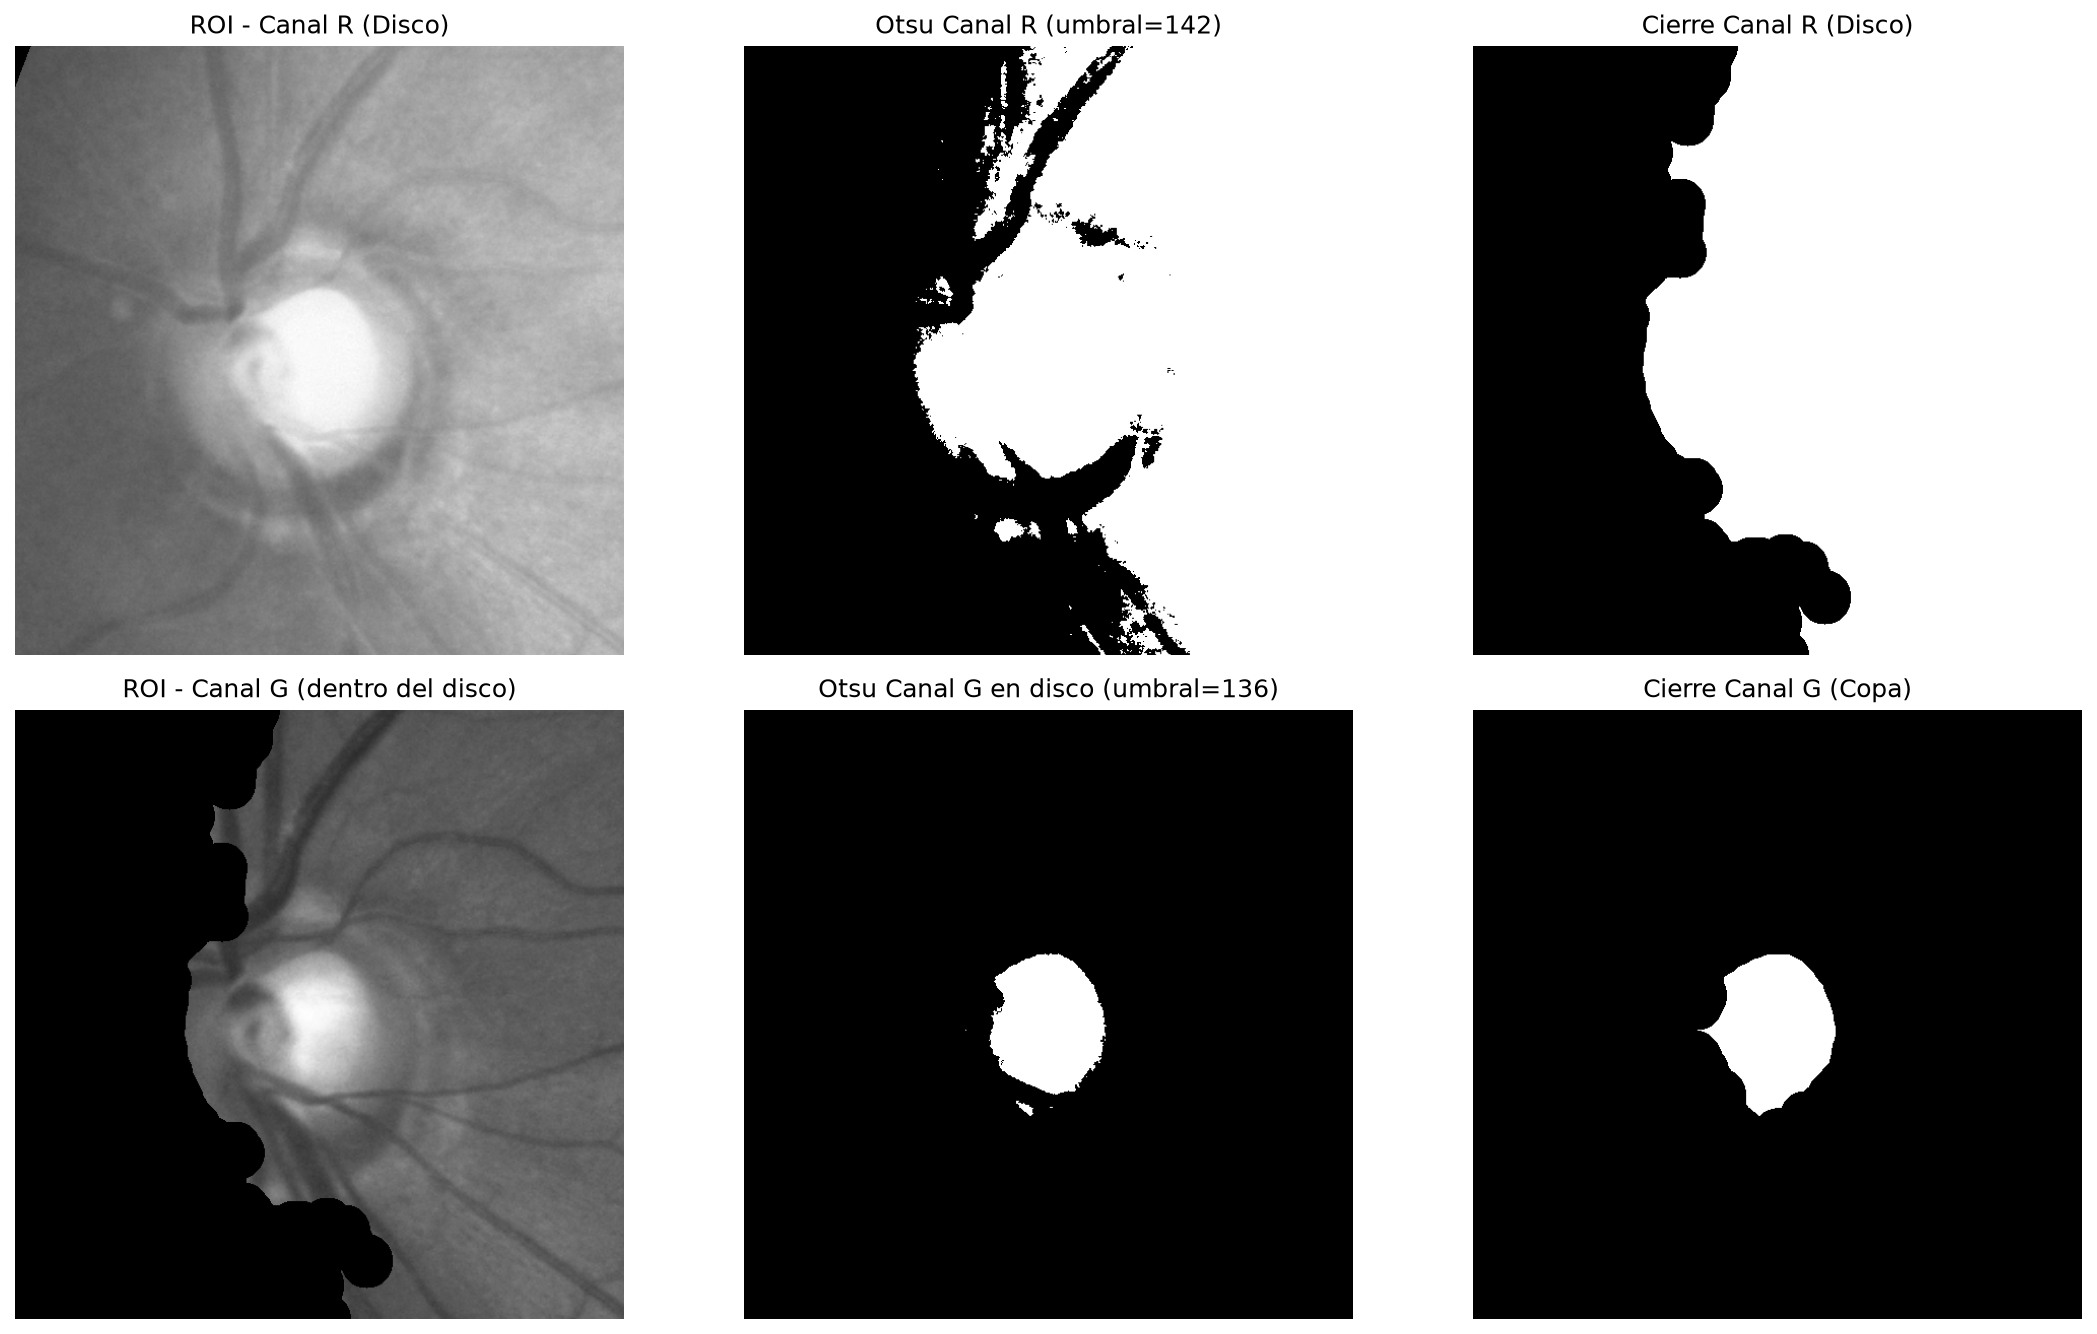 ROI - Canal R (Disco)
Otsu Canal R (umbral=142)
Cierre Canal R (Disco)
ROI - Canal G (dentro del disco)
Otsu Canal G en disco (umbral=136)
Cierre Canal G (Copa)